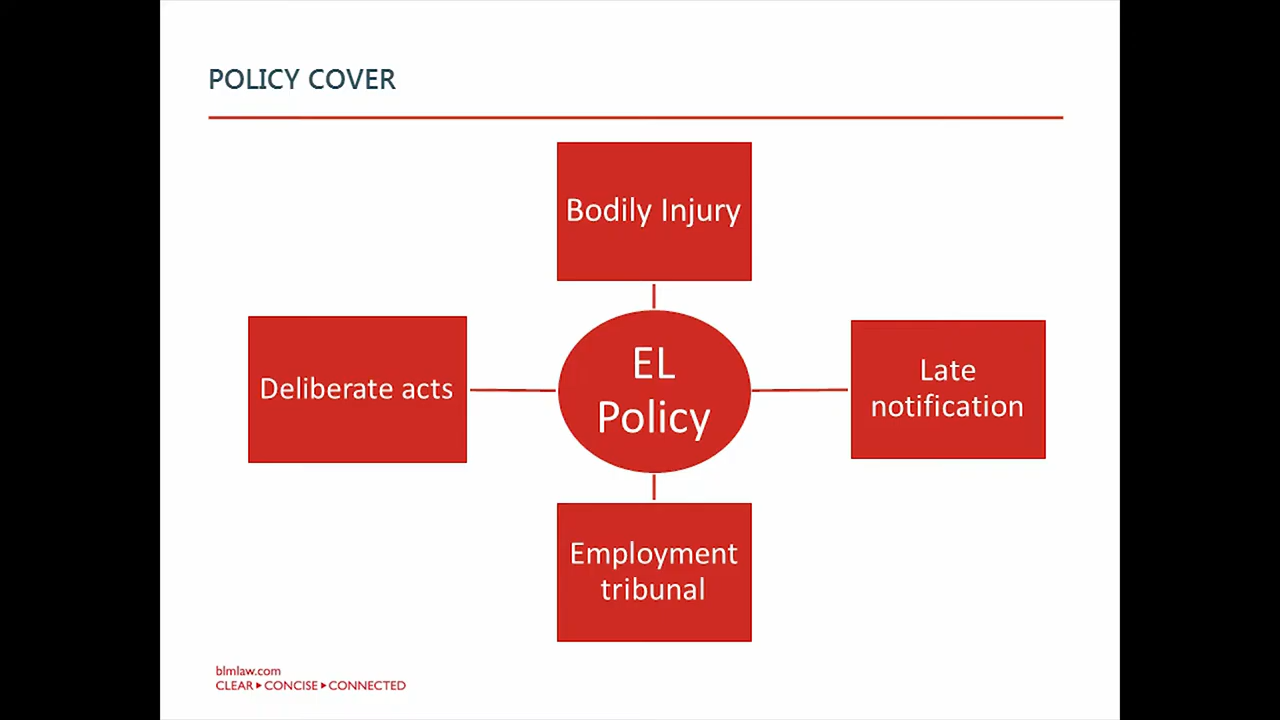 POLICY COVER
Bodily Injury
Deliberate acts
EL
Policy
Late
notification
Employment
tribunal
blmlaw.com
CLEAR▸CONCISE▸CONNECTED